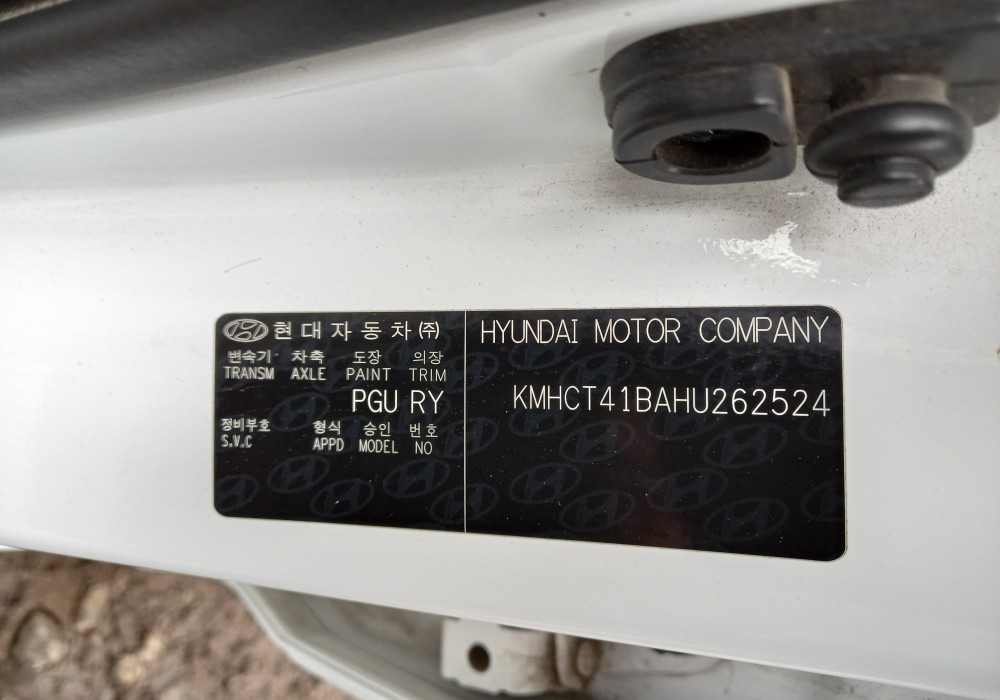 현대자동차㈜
변속기 차축 도장 의장
TRANSM AXLE PAINT TRIM
PGU RY
정비부호 형식 승인 번호
S.V.C APPD MODEL NO
HYUNDAI MOTOR COMPANY
KMHCT41BAHU262524